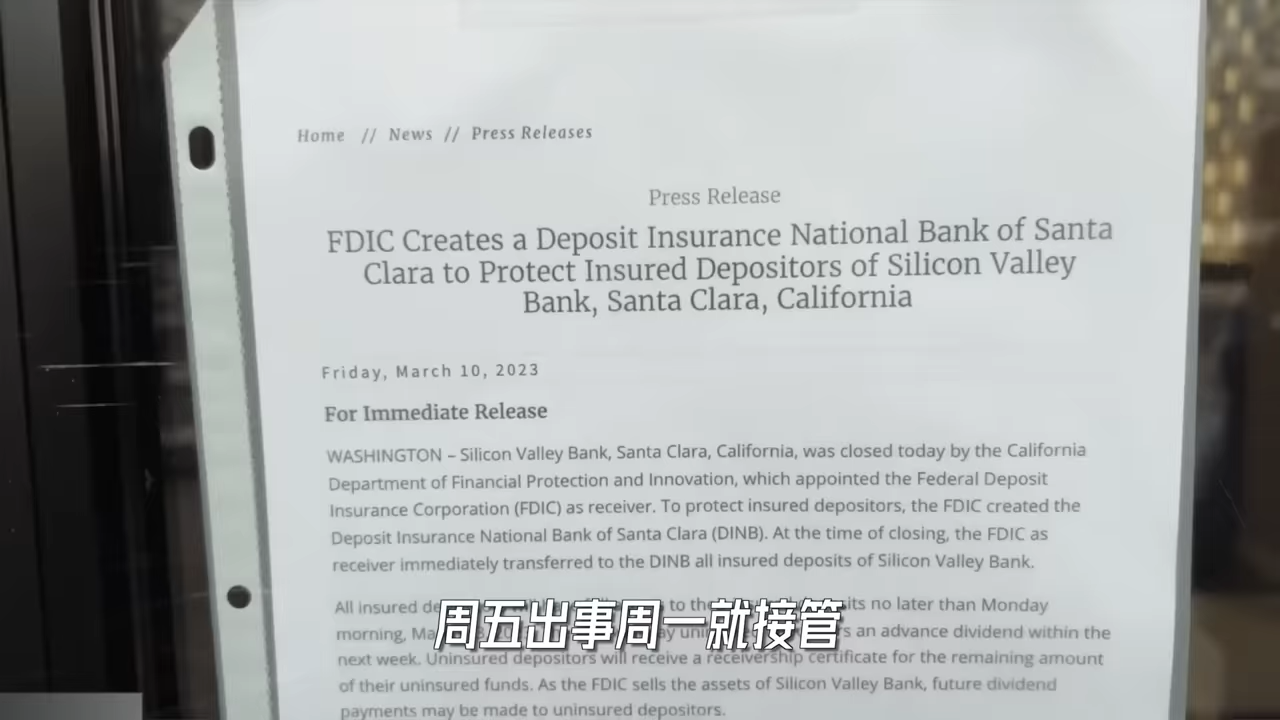 Home // News // Press Releases
Press Release
FDIC Creates a Deposit Insurance National Bank of Santa
Clara to Protect Insured Depositors of Silicon Valley
Bank, Santa Clara, California
Friday, March 10, 2023
For Immediate Release
WASHINGTON – Silicon Valley Bank, Santa Clara, California, was closed today by the California
Department of Financial Protection and Innovation, which appointed the Federal Deposit
Insurance Corporation (FDIC) as receiver. To protect insured depositors, the FDIC created the
Deposit Insurance National Bank of Santa Clara (DINB). At the time of closing, the FDIC as
receiver immediately transferred to the DINB all insured deposits of Silicon Valley Bank.
All insured to the no later than Monday
morning, an advance dividend within the
next week. Uninsured depositors will receive a receivership certificate for the remaining amount
of their uninsured funds. As the FDIC sells the assets of Silicon Valley Bank, future dividend
payments may be made to uninsured depositors.
周五出事周一就接管